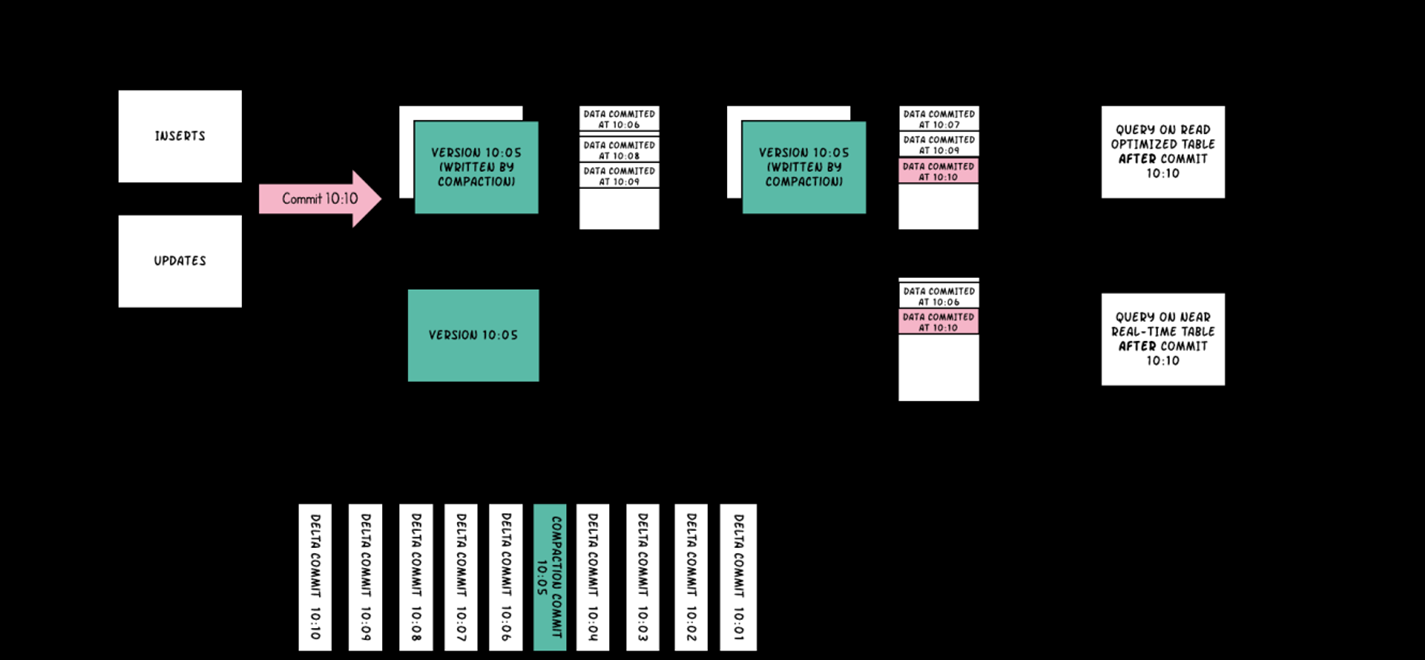 INSERTS
UPDATES
Commit 10:10
VERSION 10:05
(WRITTEN BY
COMPACTION)
DATA COMMITED
AT 10:06
DATA COMMITED
AT 10:08
DATA COMMITED
AT 10:09
VERSION 10:05
(WRITTEN BY
COMPACTION)
DATA COMMITED
AT 10:07
DATA COMMITED
AT 10:09
DATA COMMITED
AT 10:10
QUERY ON READ
OPTIMIZED TABLE
AFTER COMMIT
10:10
VERSION 10:05
DATA COMMITED
AT 10:06
DATA COMMITED
AT 10:10
QUERY ON NEAR
REAL-TIME TABLE
AFTER COMMIT
10:10
DELTA COMMIT 10:10
DELTA COMMIT 10:09
DELTA COMMIT 10:08
DELTA COMMIT 10:07
DELTA COMMIT 10:06
COMPACTION COMMIT
10:05
DELTA COMMIT 10:04
DELTA COMMIT 10:03
DELTA COMMIT 10:02
DELTA COMMIT 10:01